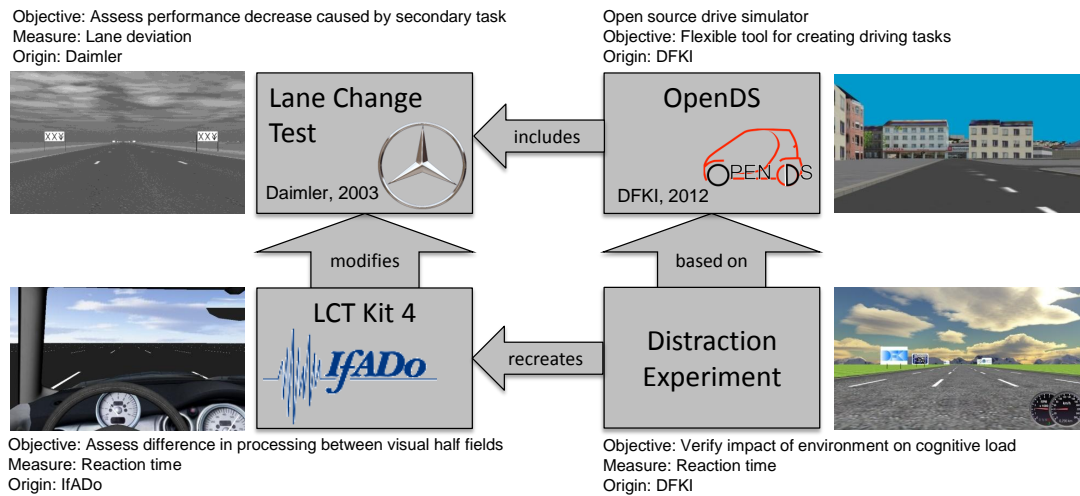 Objective: Assess performance decrease caused by secondary task
Measure: Lane deviation
Origin: Daimler
Open source drive simulator
Objective: Flexible tool for creating driving tasks
Origin: DFKI
XX¥
XX¥
Lane Change
Test
Daimler, 2003
includes
OpenDS
OPEN DS
DFKI, 2012
modifies
based on
LCT Kit 4
IfADo
recreates
Distraction
Experiment
Objective: Assess difference in processing between visual half fields
Measure: Reaction time
Origin: IfADo
Objective: Verify impact of environment on cognitive load
Measure: Reaction time
Origin: DFKI